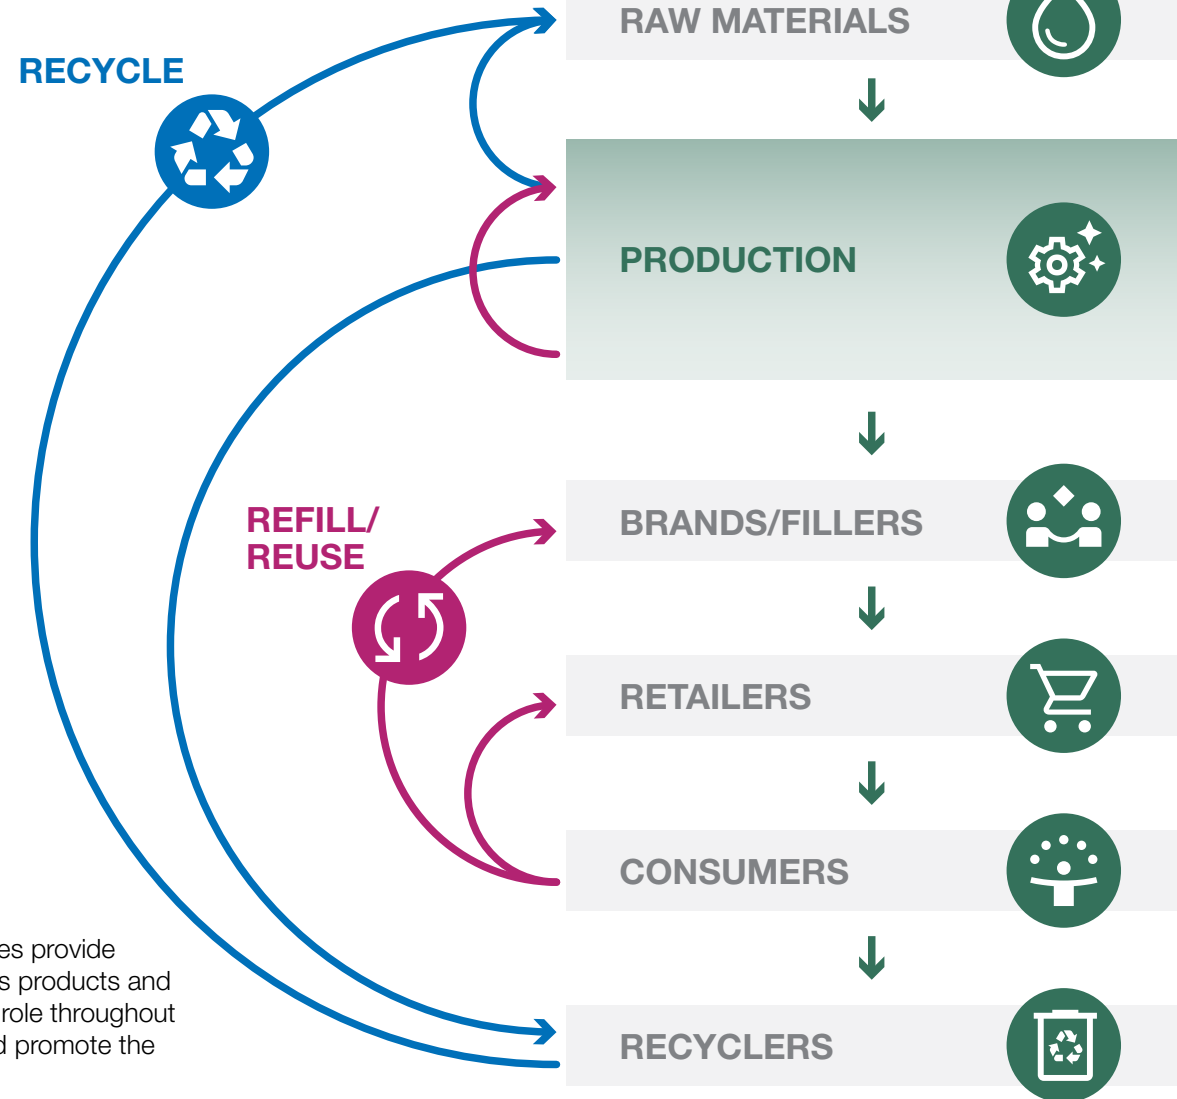 RAW MATERIALS
RECYCLE
PRODUCTION
REFILL/
REUSE
BRANDS/FILLERS
RETAILERS
CONSUMERS
es provide
s products and
role throughout
d promote the
RECYCLERS